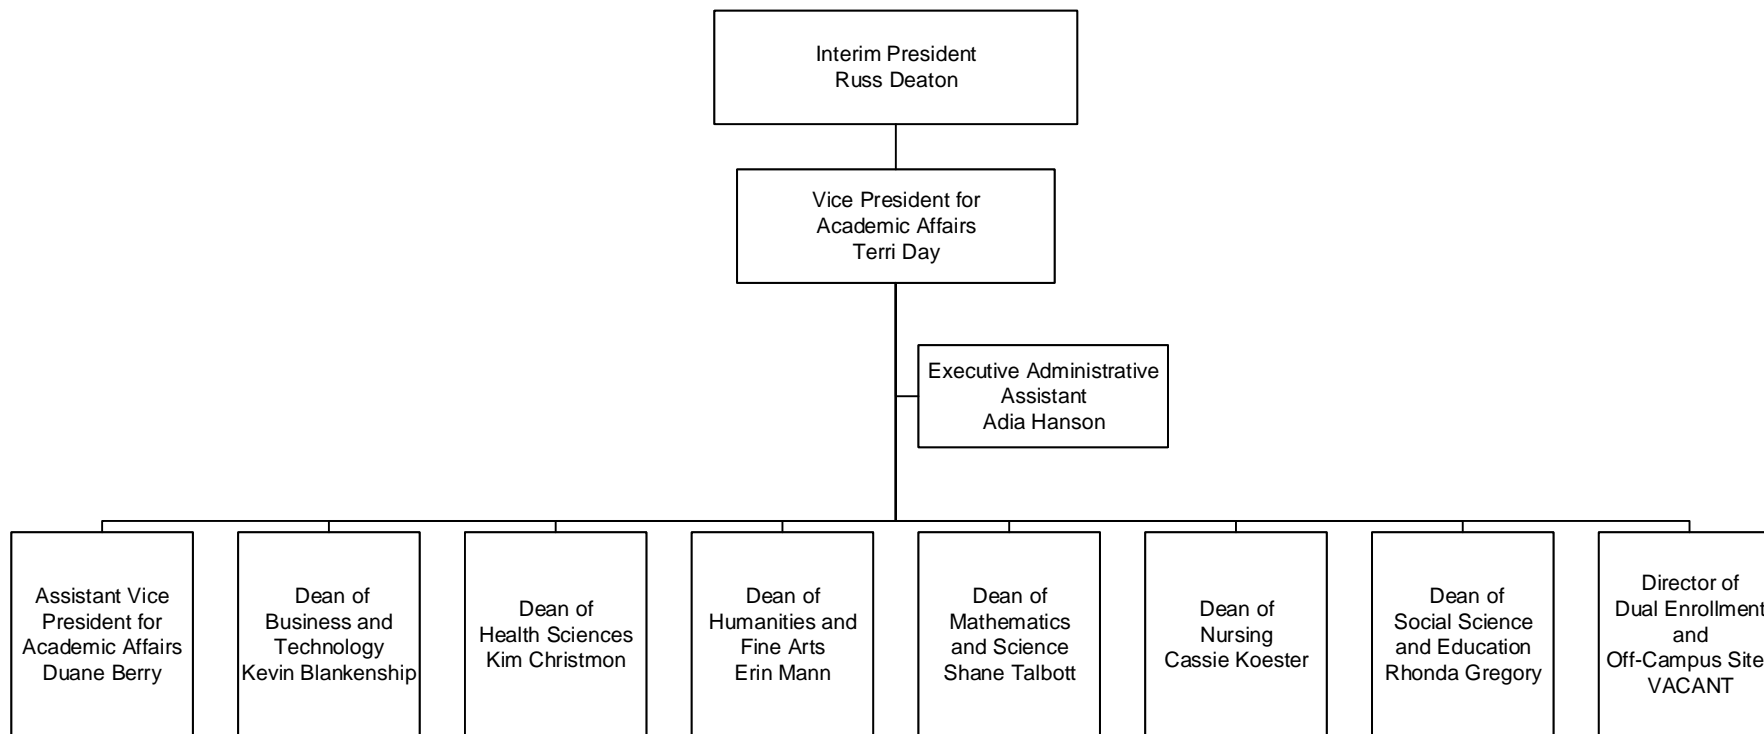 Interim President
Russ Deaton
Vice President for
Academic Affairs
Terri Day
Executive Administrative
Assistant
Adia Hanson
Assistant Vice
President for
Academic Affairs
Duane Berry
Dean of
Business and
Technology
Kevin Blankenship
Dean of
Health Sciences
Kim Christmon
Dean of
Humanities and
Fine Arts
Erin Mann
Dean of
Mathematics
and Science
Shane Talbott
Dean of
Nursing
Cassie Koester
Dean of
Social Science
and Education
Rhonda Gregory
Director of
Dual Enrollment
and
Off-Campus Site
VACANT